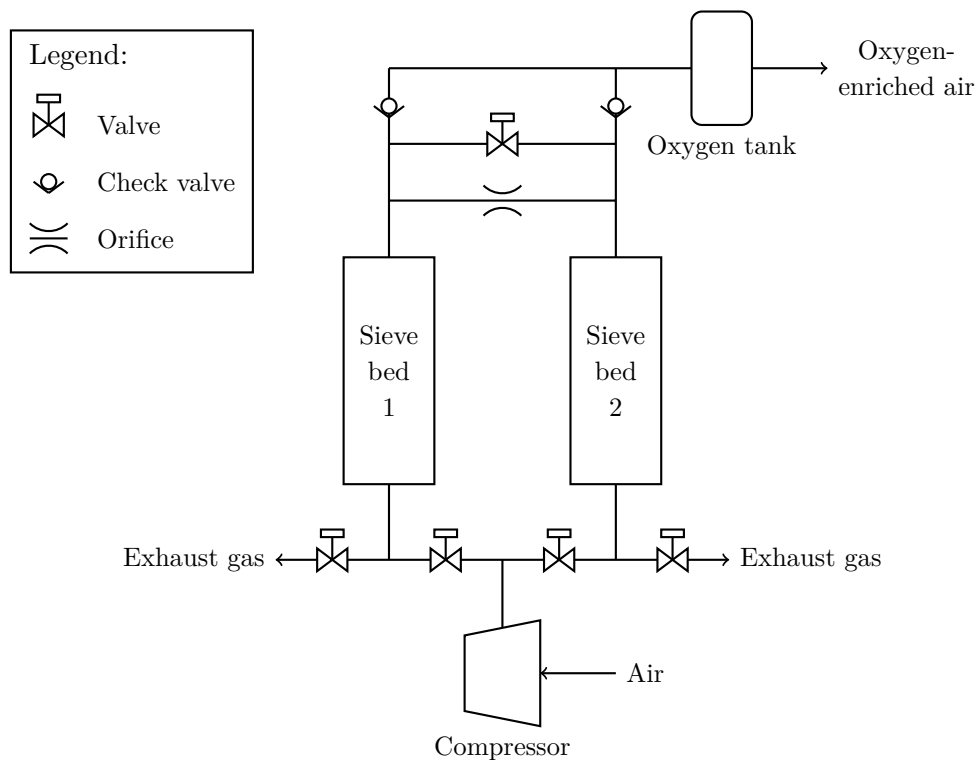 Legend:
Valve
Check valve
Orifice
Oxygen-
enriched air
Oxygen tank
Sieve
bed
1
Sieve
bed
2
Exhaust gas
Exhaust gas
Air
Compressor